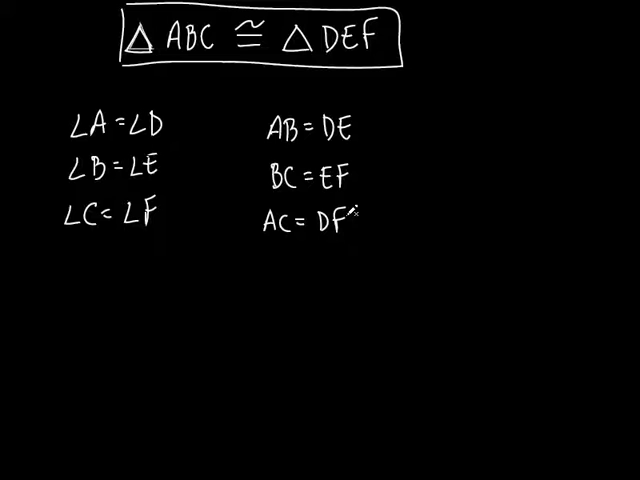 △ ABC ≅ △ DEF
∠A = ∠D
∠B = ∠E
∠C = ∠F
AB = DE
BC = EF
AC = DF